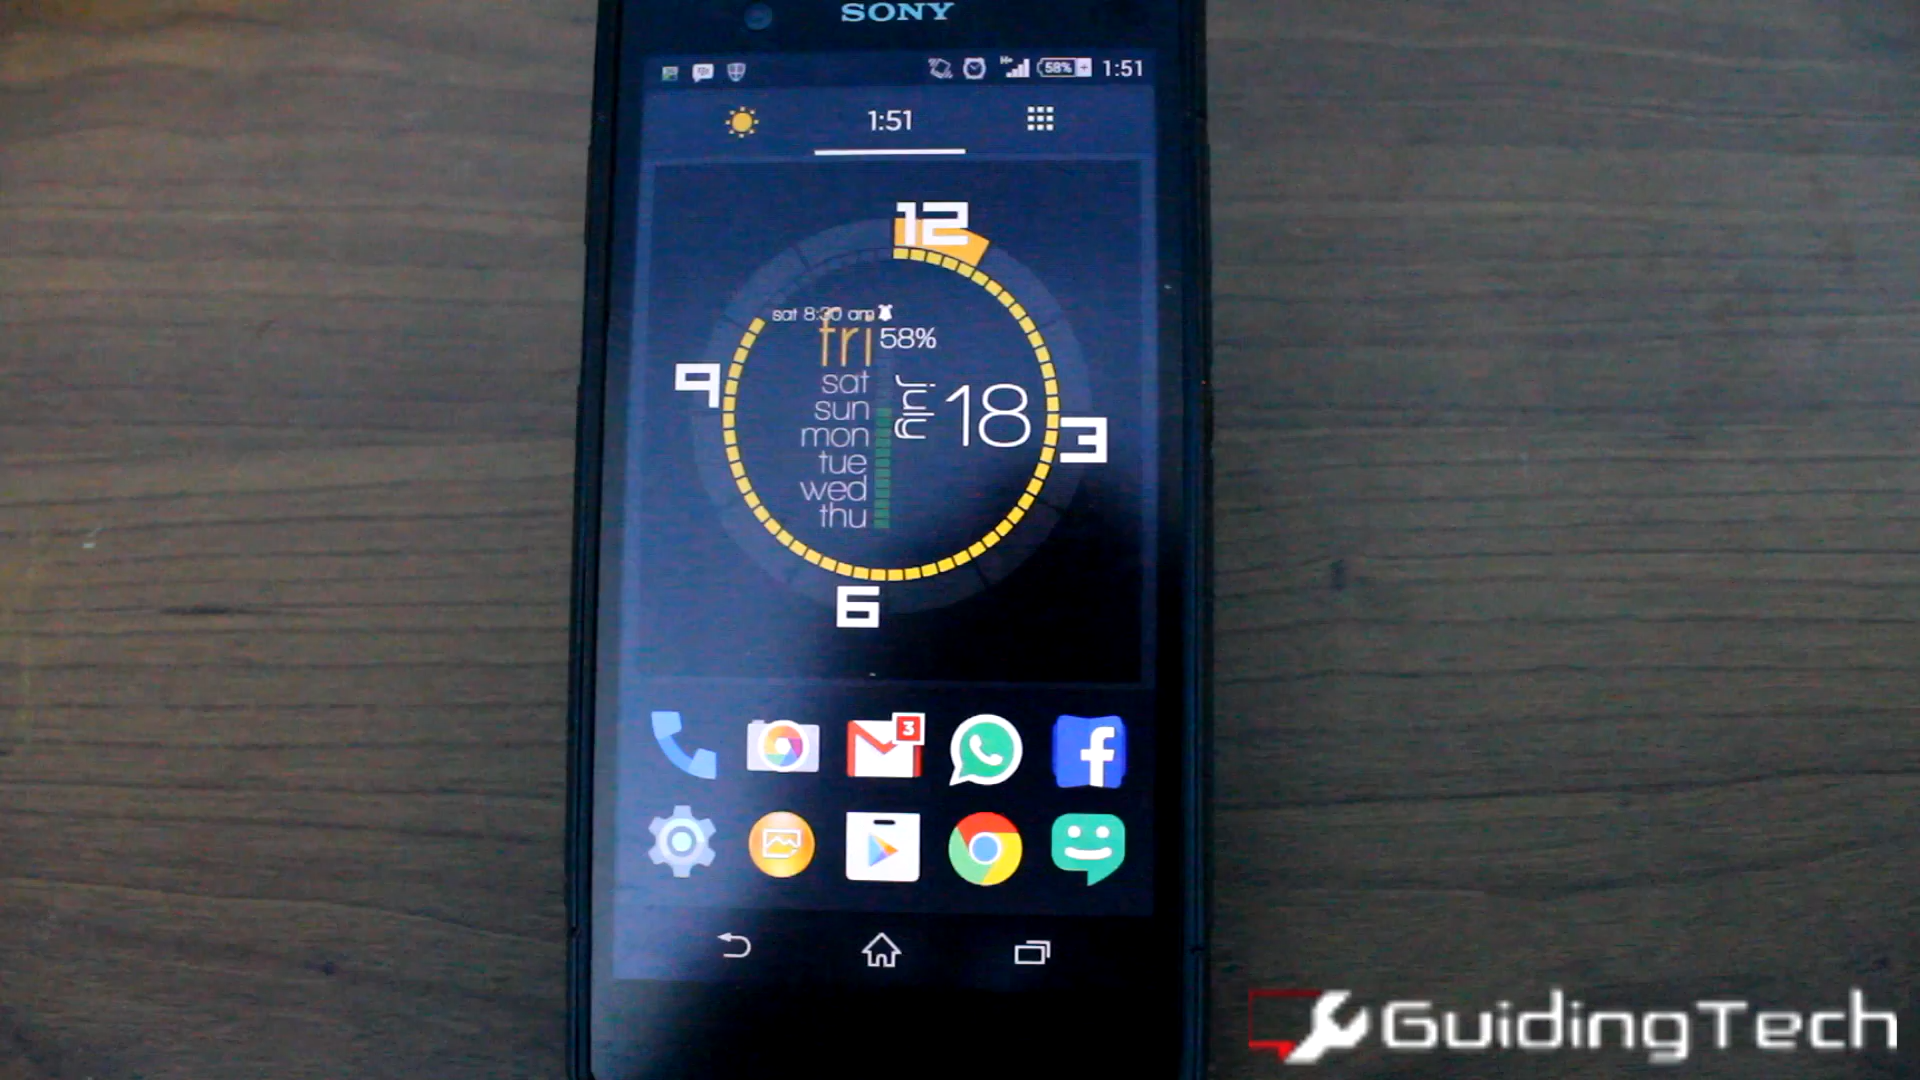 SONY
58%
1:51
1:51
12
sat 8:30 am
fri
58%
sat
sun
mon
tue
wed
thu
july
18
9
3
6
3
GuidingTech